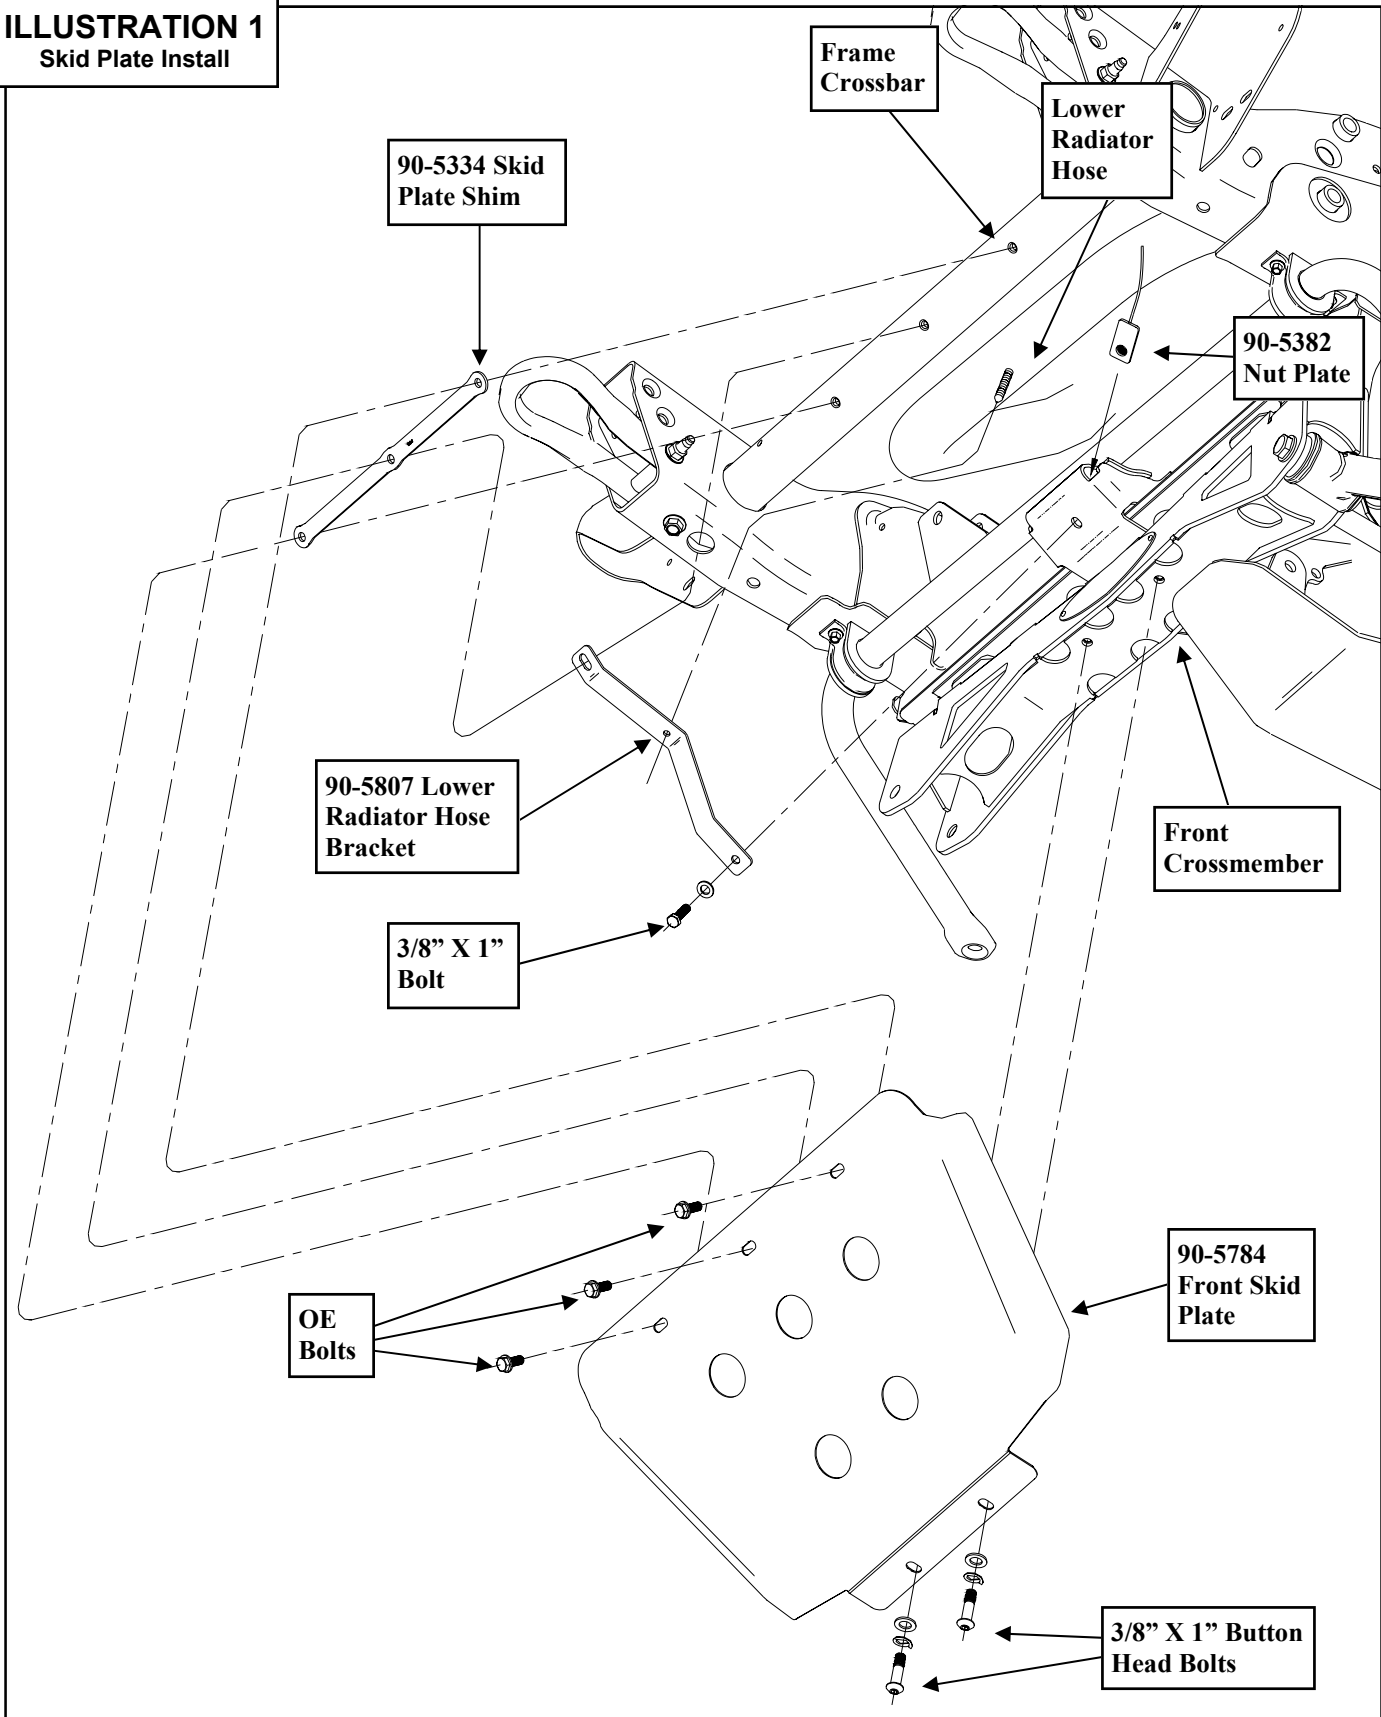 ILLUSTRATION 1
Skid Plate Install
Frame
Crossbar
Lower
Radiator
Hose
90-5334 Skid
Plate Shim
90-5382
Nut Plate
90-5807 Lower
Radiator Hose
Bracket
Front
Crossmember
3/8” X 1”
Bolt
90-5784
Front Skid
Plate
OE
Bolts
3/8” X 1” Button
Head Bolts